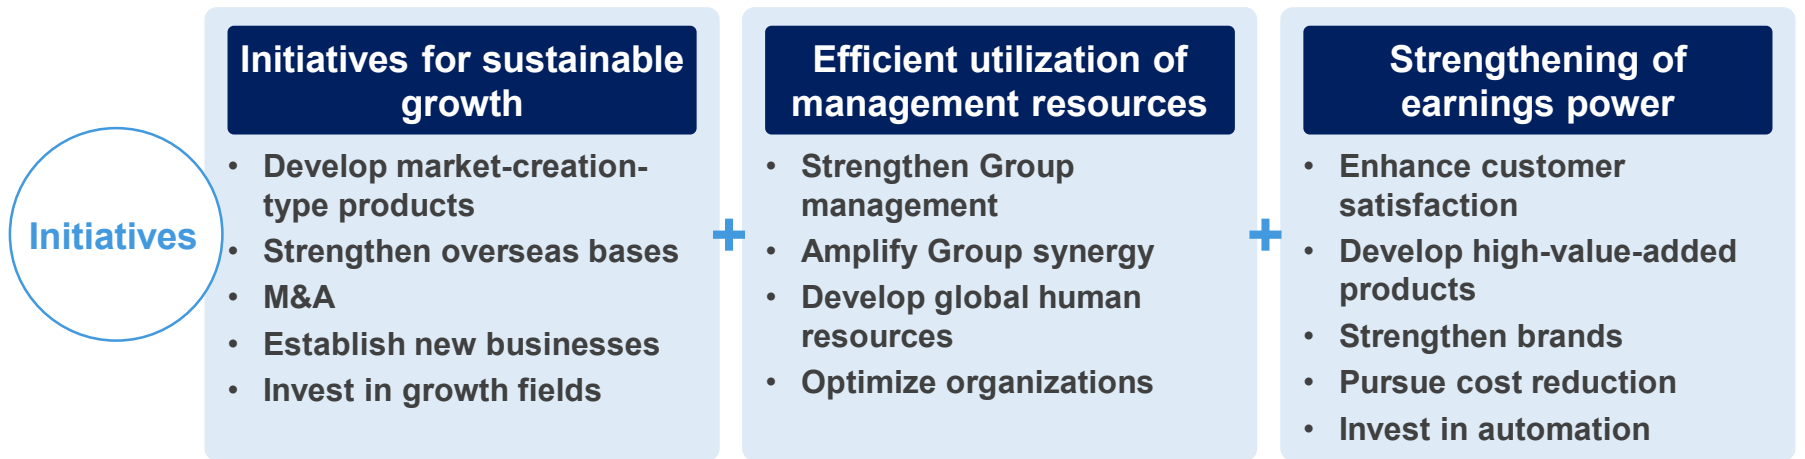 Initiatives
Initiatives for sustainable
growth
• Develop market-creation-
type products
• Strengthen overseas bases
• M&A
• Establish new businesses
• Invest in growth fields
+
Efficient utilization of
management resources
• Strengthen Group
management
• Amplify Group synergy
• Develop global human
resources
• Optimize organizations
+
Strengthening of
earnings power
• Enhance customer
satisfaction
• Develop high-value-added
products
• Strengthen brands
• Pursue cost reduction
• Invest in automation